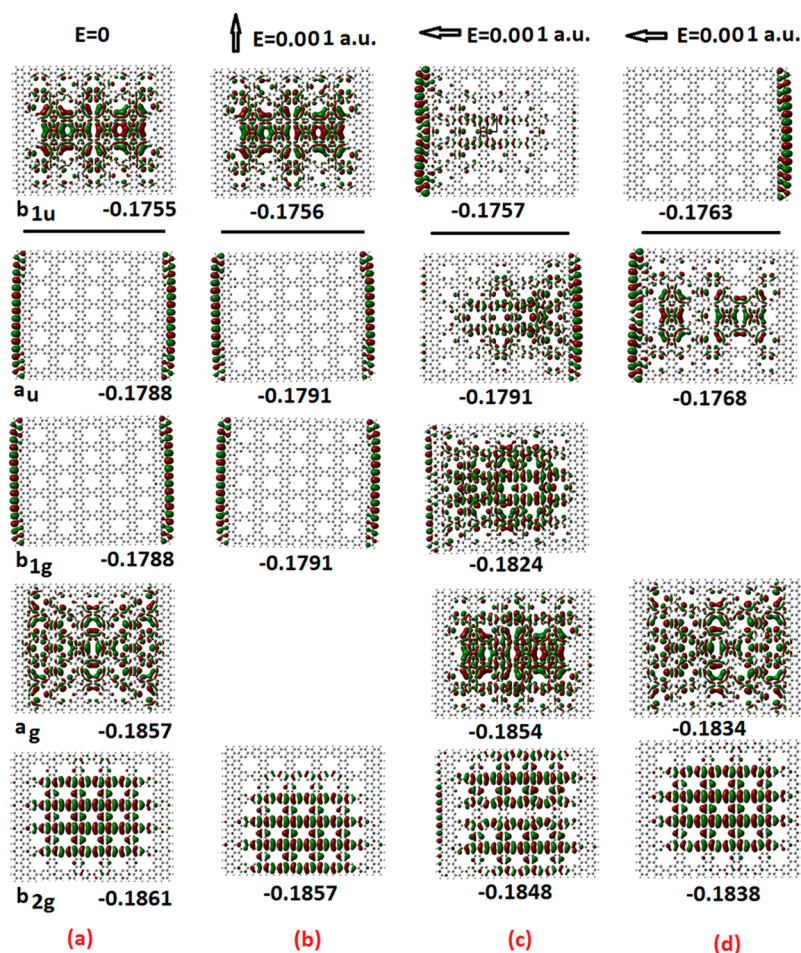 E=0
E=0.001 a.u.
E=0.001 a.u.
E=0.001 a.u.
b1u -0.1755
-0.1756
-0.1757
-0.1763
au -0.1788
-0.1791
-0.1791
-0.1768
b1g -0.1788
-0.1791
-0.1824
ag -0.1857
-0.1854
-0.1834
b2g -0.1861
-0.1857
-0.1848
-0.1838
(a)
(b)
(c)
(d)